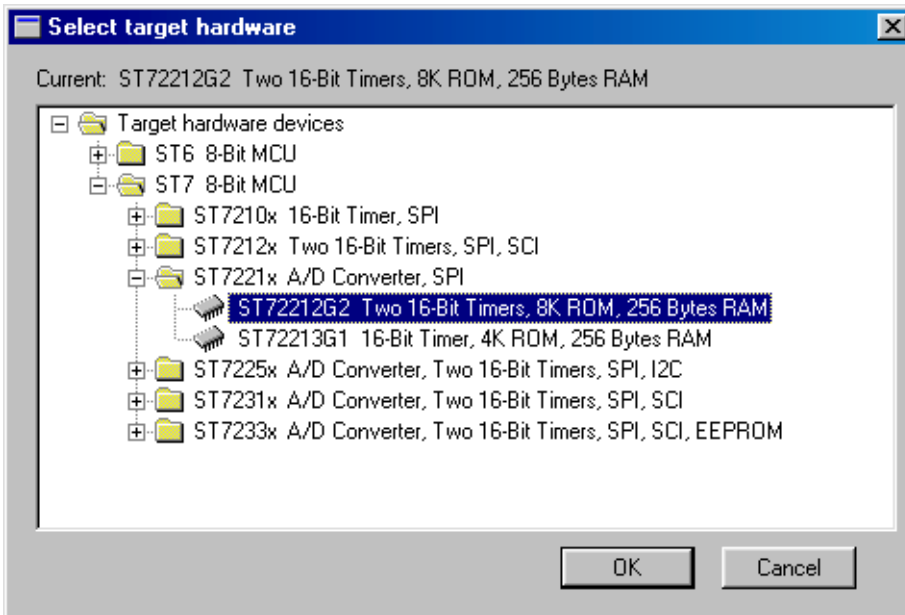 Select target hardware
Current: ST72212G2 Two 16-Bit Timers, 8K ROM, 256 Bytes RAM
Target hardware devices
ST6 8-Bit MCU
ST7 8-Bit MCU
ST7210x 16-Bit Timer, SPI
ST7212x Two 16-Bit Timers, SPI, SCI
ST7221x A/D Converter, SPI
ST72212G2 Two 16-Bit Timers, 8K ROM, 256 Bytes RAM
ST72213G1 16-Bit Timer, 4K ROM, 256 Bytes RAM
ST7225x A/D Converter, Two 16-Bit Timers, SPI, I2C
ST7231x A/D Converter, Two 16-Bit Timers, SPI, SCI
ST7233x A/D Converter, Two 16-Bit Timers, SPI, SCI, EEPROM
OK Cancel